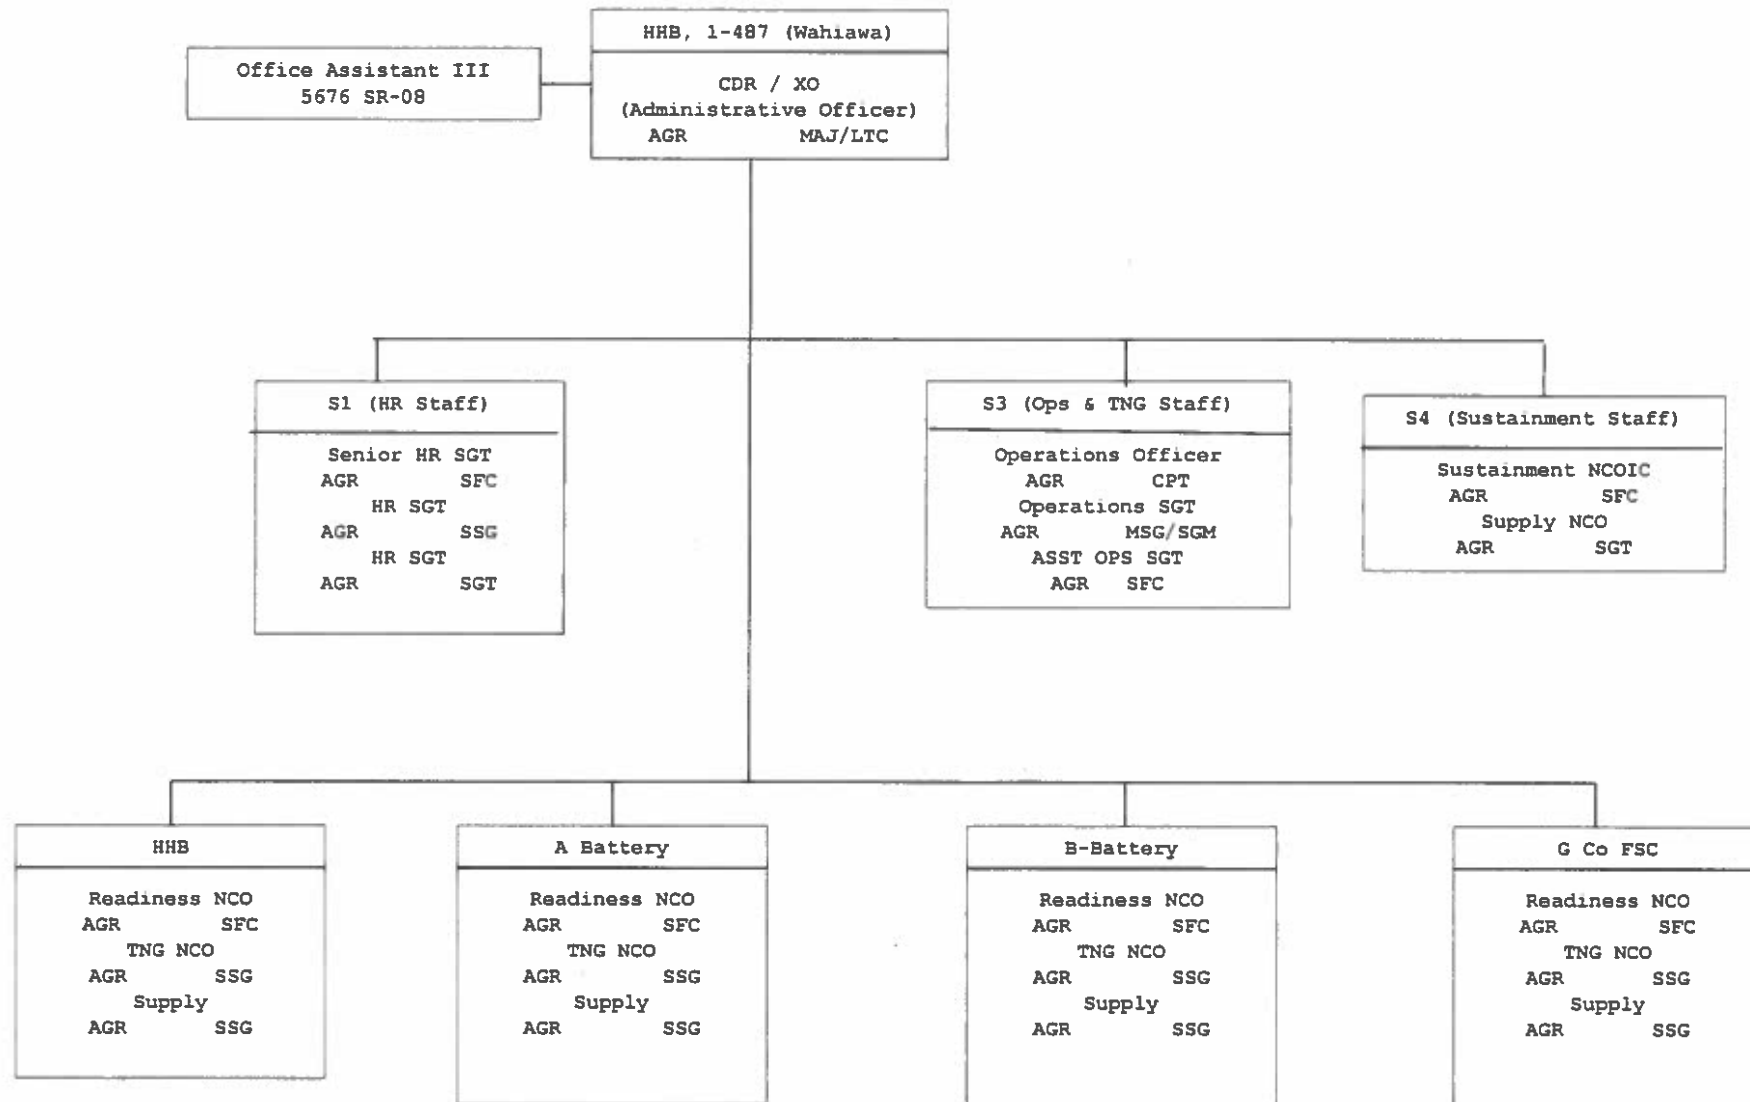 HHB, 1-487 (Wahiawa)
CDR / XO
(Administrative Officer)
AGR MAJ/LTC
Office Assistant III
5676 SR-08
S1 (HR Staff)
Senior HR SGT
AGR SFC
HR SGT
AGR SSG
HR SGT
AGR SGT
S3 (Ops & TNG Staff)
Operations Officer
AGR CPT
Operations SGT
AGR MSG/SGM
ASST OPS SGT
AGR SFC
S4 (Sustainment Staff)
Sustainment NCOIC
AGR SFC
Supply NCO
AGR SGT
HHB
Readiness NCO
AGR SFC
TNG NCO
AGR SSG
Supply
AGR SSG
A Battery
Readiness NCO
AGR SFC
TNG NCO
AGR SSG
Supply
AGR SSG
B-Battery
Readiness NCO
AGR SFC
TNG NCO
AGR SSG
Supply
AGR SSG
G Co FSC
Readiness NCO
AGR SFC
TNG NCO
AGR SSG
Supply
AGR SSG